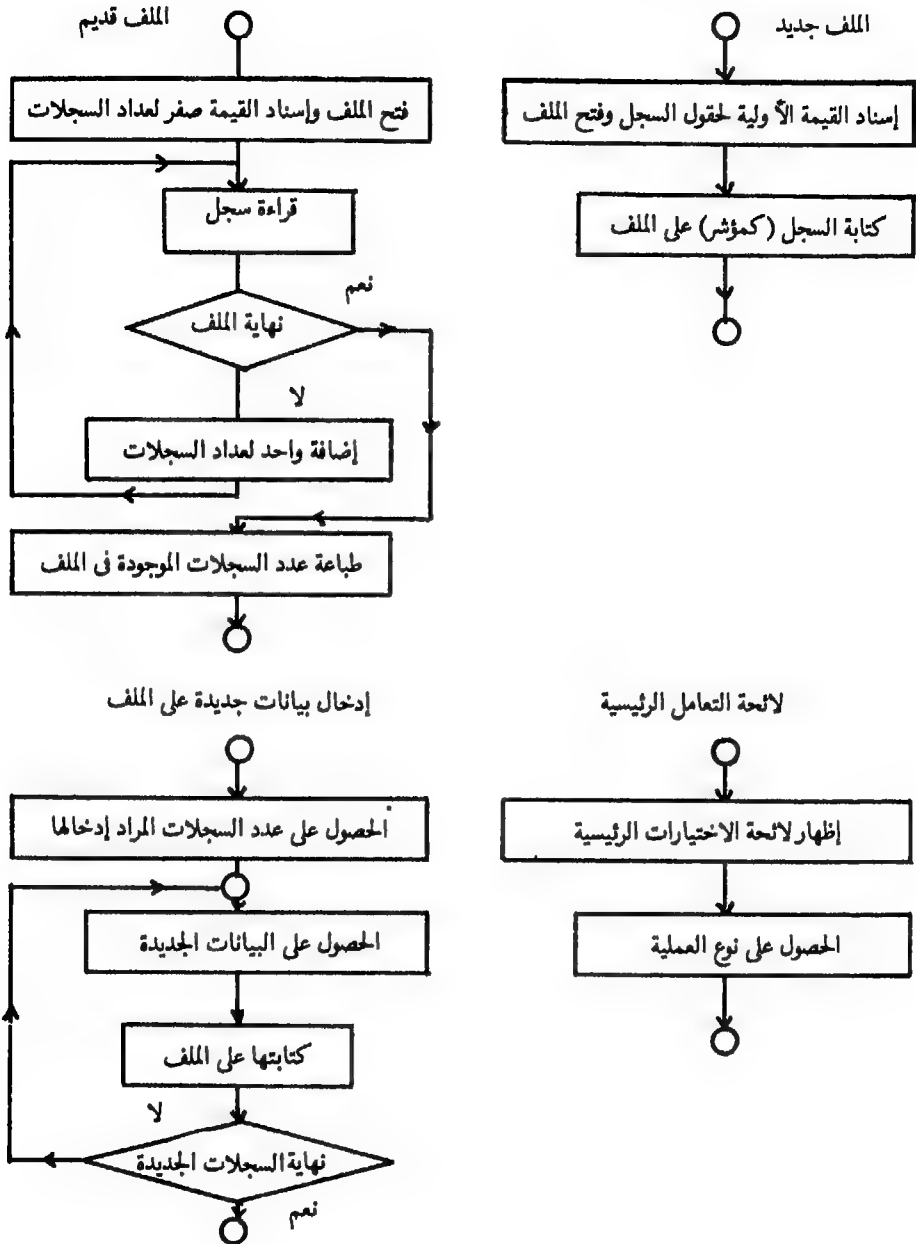 الملف جديد
إسناد القيمة الأولية لحقول السجل وفتح الملف
كتابة السجل (كمؤشر) على الملف
الملف قديم
فتح الملف وإسناد القيمة صفر لعداد السجلات
قراءة سجل
نعم
نهاية الملف
لا
إضافة واحد لعداد السجلات
طباعة عدد السجلات الموجودة فى الملف
لائحة التعامل الرئيسية
إظهار لائحة الاختيارات الرئيسية
الحصول على نوع العملية
إدخال بيانات جديدة على الملف
الحصول على عدد السجلات المراد إدخالها
الحصول على البيانات الجديدة
كتابتها على الملف
لا
نهاية السجلات الجديدة
نعم